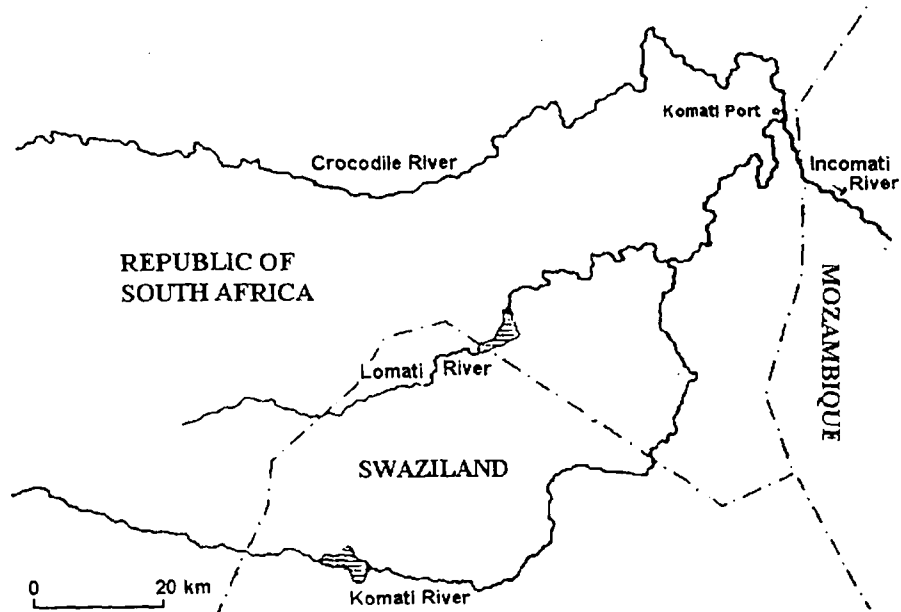 Komati Port
Crocodile River
Incomati
River
REPUBLIC OF
SOUTH AFRICA
MOZAMBIQUE
Lomati River
SWAZILAND
0 20 km
Komati River